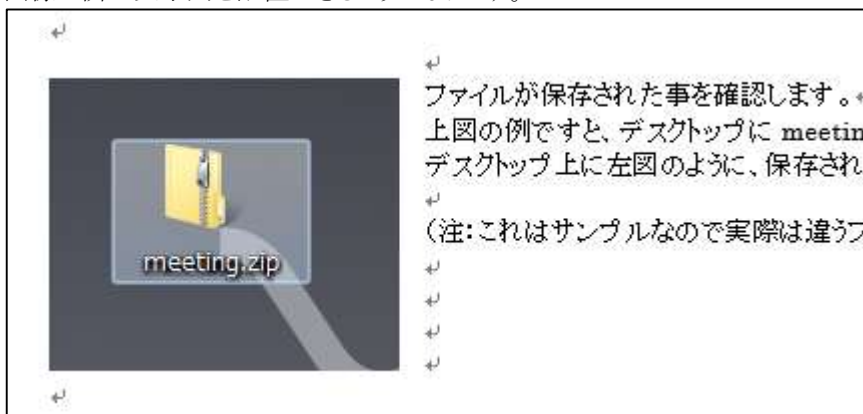 ファイルが保存された事を確認します。
上図の例ですと、デスクトップに meetin
デスクトップ上に左図のように、保存され
(注:これはサンプルなので実際は違うフ
meeting.zip